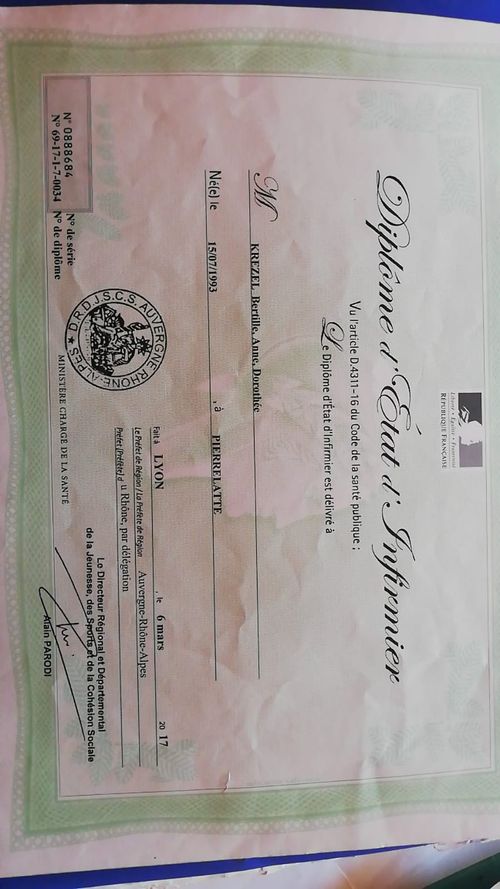 Liberté • Égalité • Fraternité
RÉPUBLIQUE FRANÇAISE
Diplôme d'État d'Infirmier
Vu l'article D.4311-16 du Code de la santé publique ;
Le Diplôme d'État d'Infirmier est délivré à
M KREZEL Bertille, Anne, Dorothée
Né(e) le 15/07/1993 , à PIERRELATTE
Fait à LYON , le 6 mars 20 17
Le Préfet de Région / La Préfète de Région Auvergne-Rhône-Alpes
Préfet (Préfète) d u Rhône, par délégation
Le Directeur Régional et Départemental
de la Jeunesse, des Sports et de la Cohésion Sociale
Alain PARODI
D.R.D.J.S.C.S. AUVERGNE-RHÔNE-ALPES
MINISTÈRE CHARGÉ DE LA SANTÉ
N° 0888684 N° de série
N° 69-17-1-7-0034 N° de diplôme